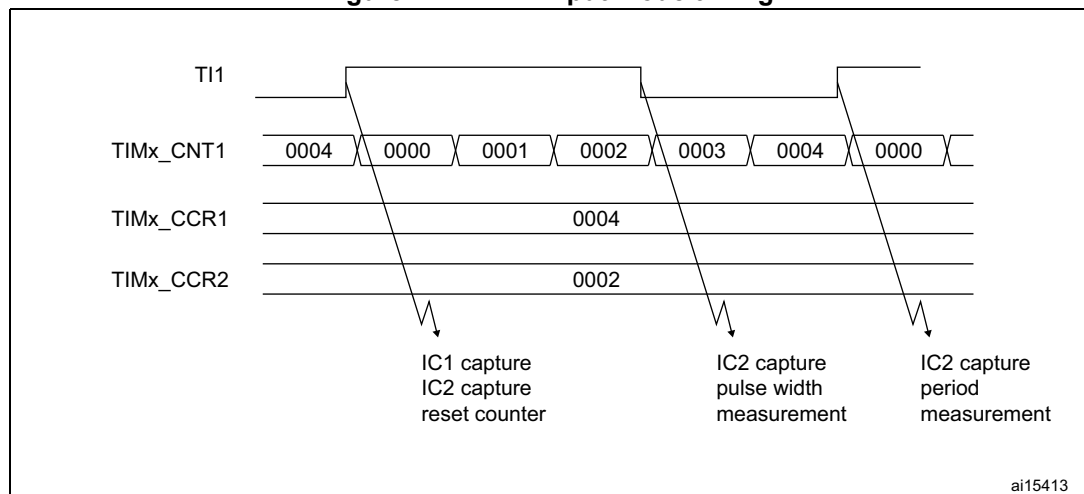 TI1
TIMx_CNT1 0004 0000 0001 0002 0003 0004 0000
TIMx_CCR1 0004
TIMx_CCR2 0002
IC1 capture
IC2 capture
reset counter
IC2 capture
pulse width
measurement
IC2 capture
period
measurement
ai15413